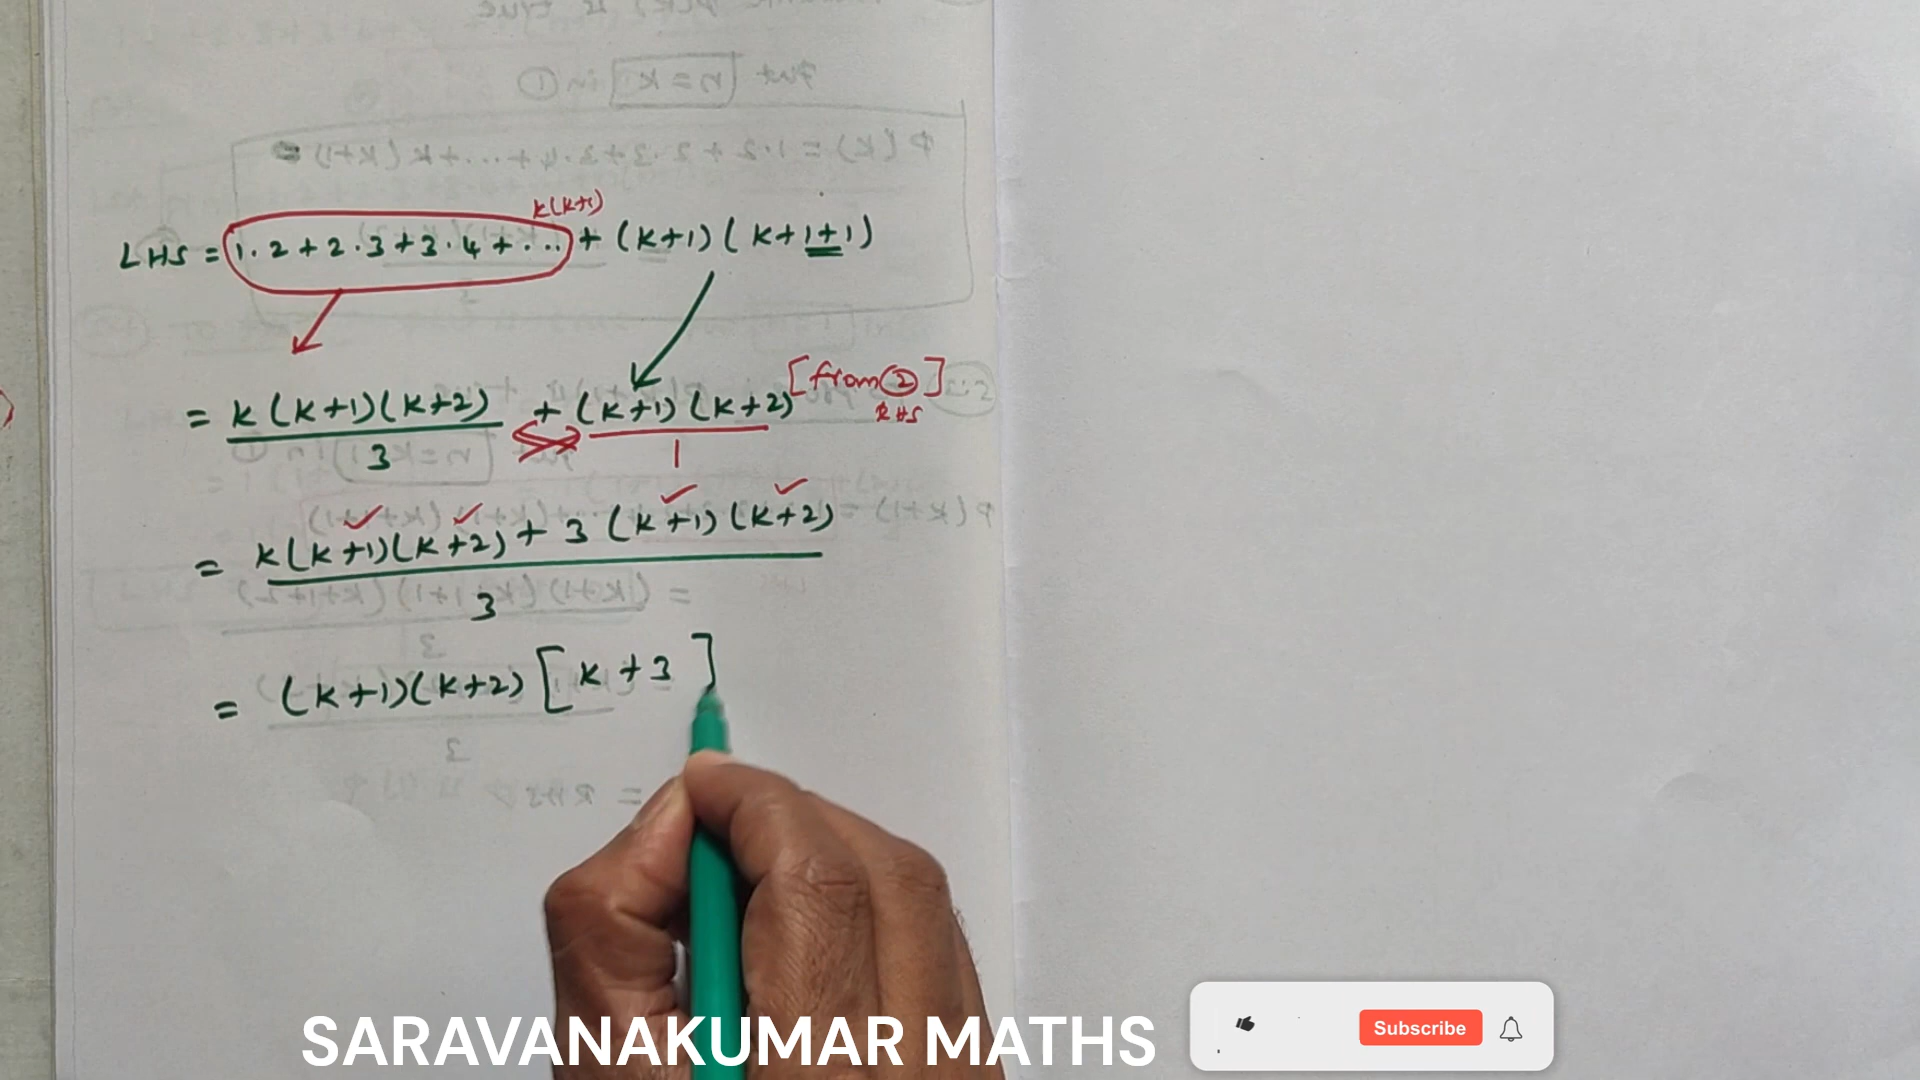 k(k+1)
LHS = 1·2+2·3+3·4+··· + (k+1)(k+1+1)
= k(k+1)(k+2) + (k+1)(k+2) [from ② ]
3 1 RHS
= k(k+1)(k+2) + 3(k+1)(k+2)
3
= (k+1)(k+2)[k+3]
SARAVANAKUMAR MATHS
Subscribe